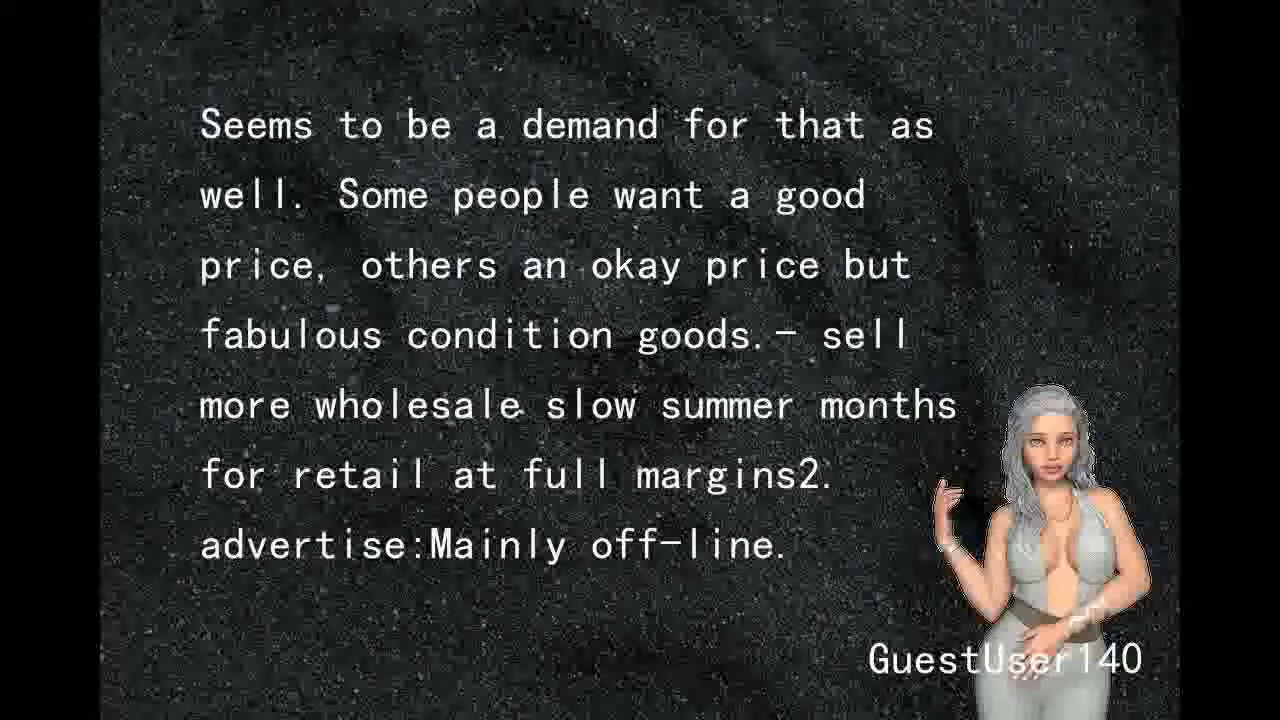 Seems to be a demand for that as
well. Some people want a good
price, others an okay price but
fabulous condition goods.- sell
more wholesale slow summer months
for retail at full margins2.
advertise:Mainly off-line.
GuestUser140